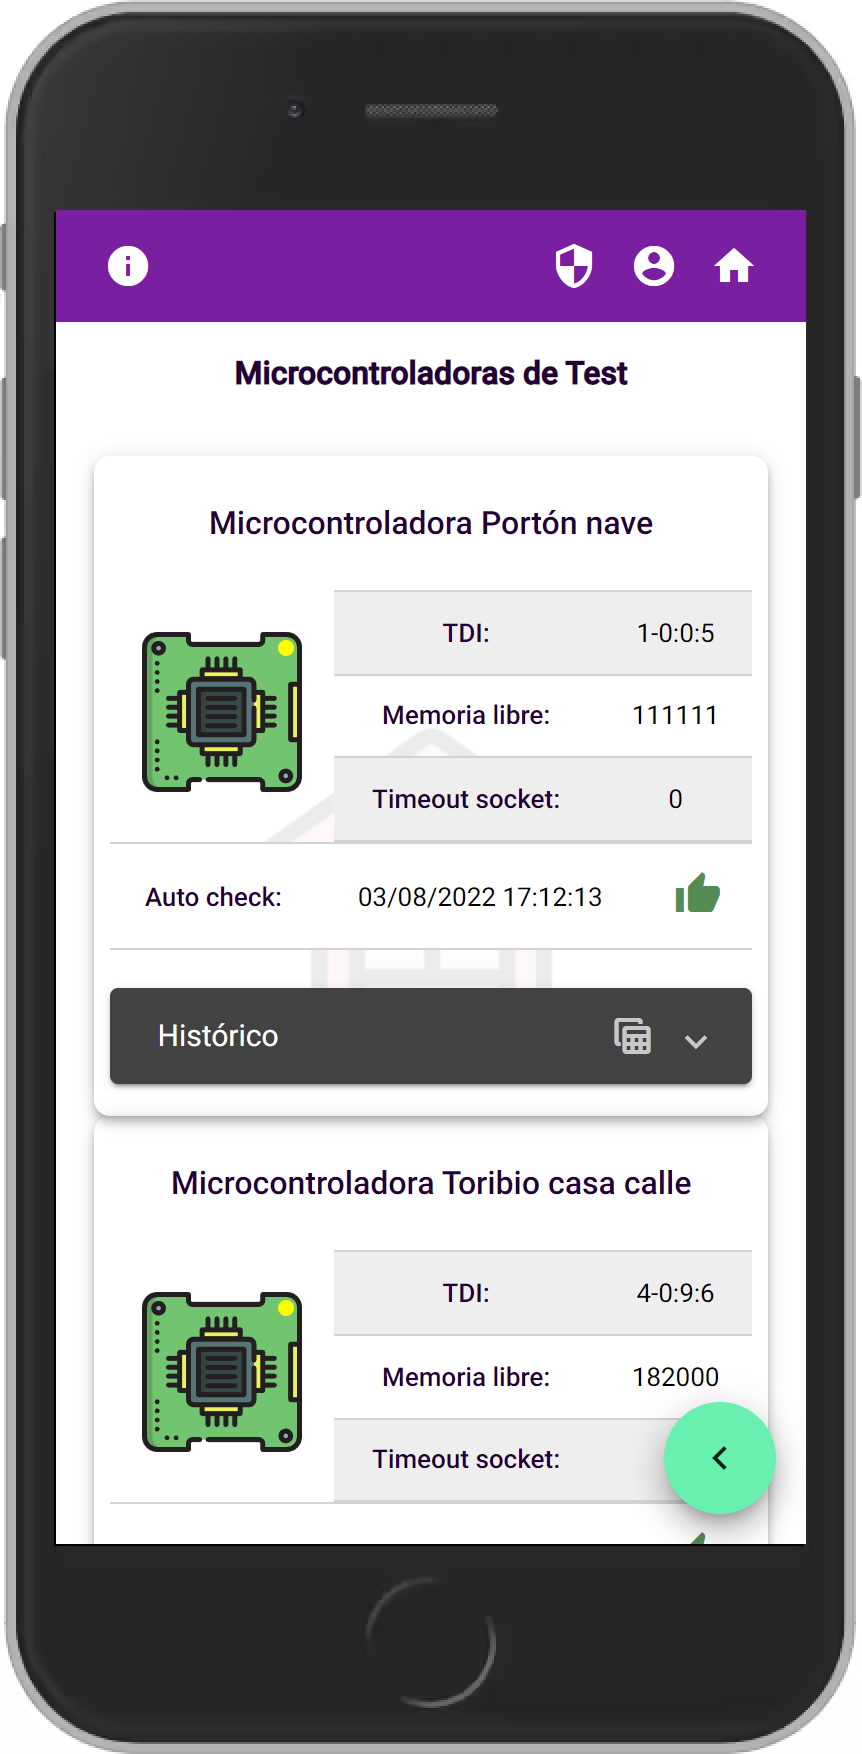 Microcontroladoras de Test
Microcontroladora Portón nave
TDI: 1-0:0:5
Memoria libre: 111111
Timeout socket: 0
Auto check: 03/08/2022 17:12:13
Histórico
Microcontroladora Toribio casa calle
TDI: 4-0:9:6
Memoria libre: 182000
Timeout socket: